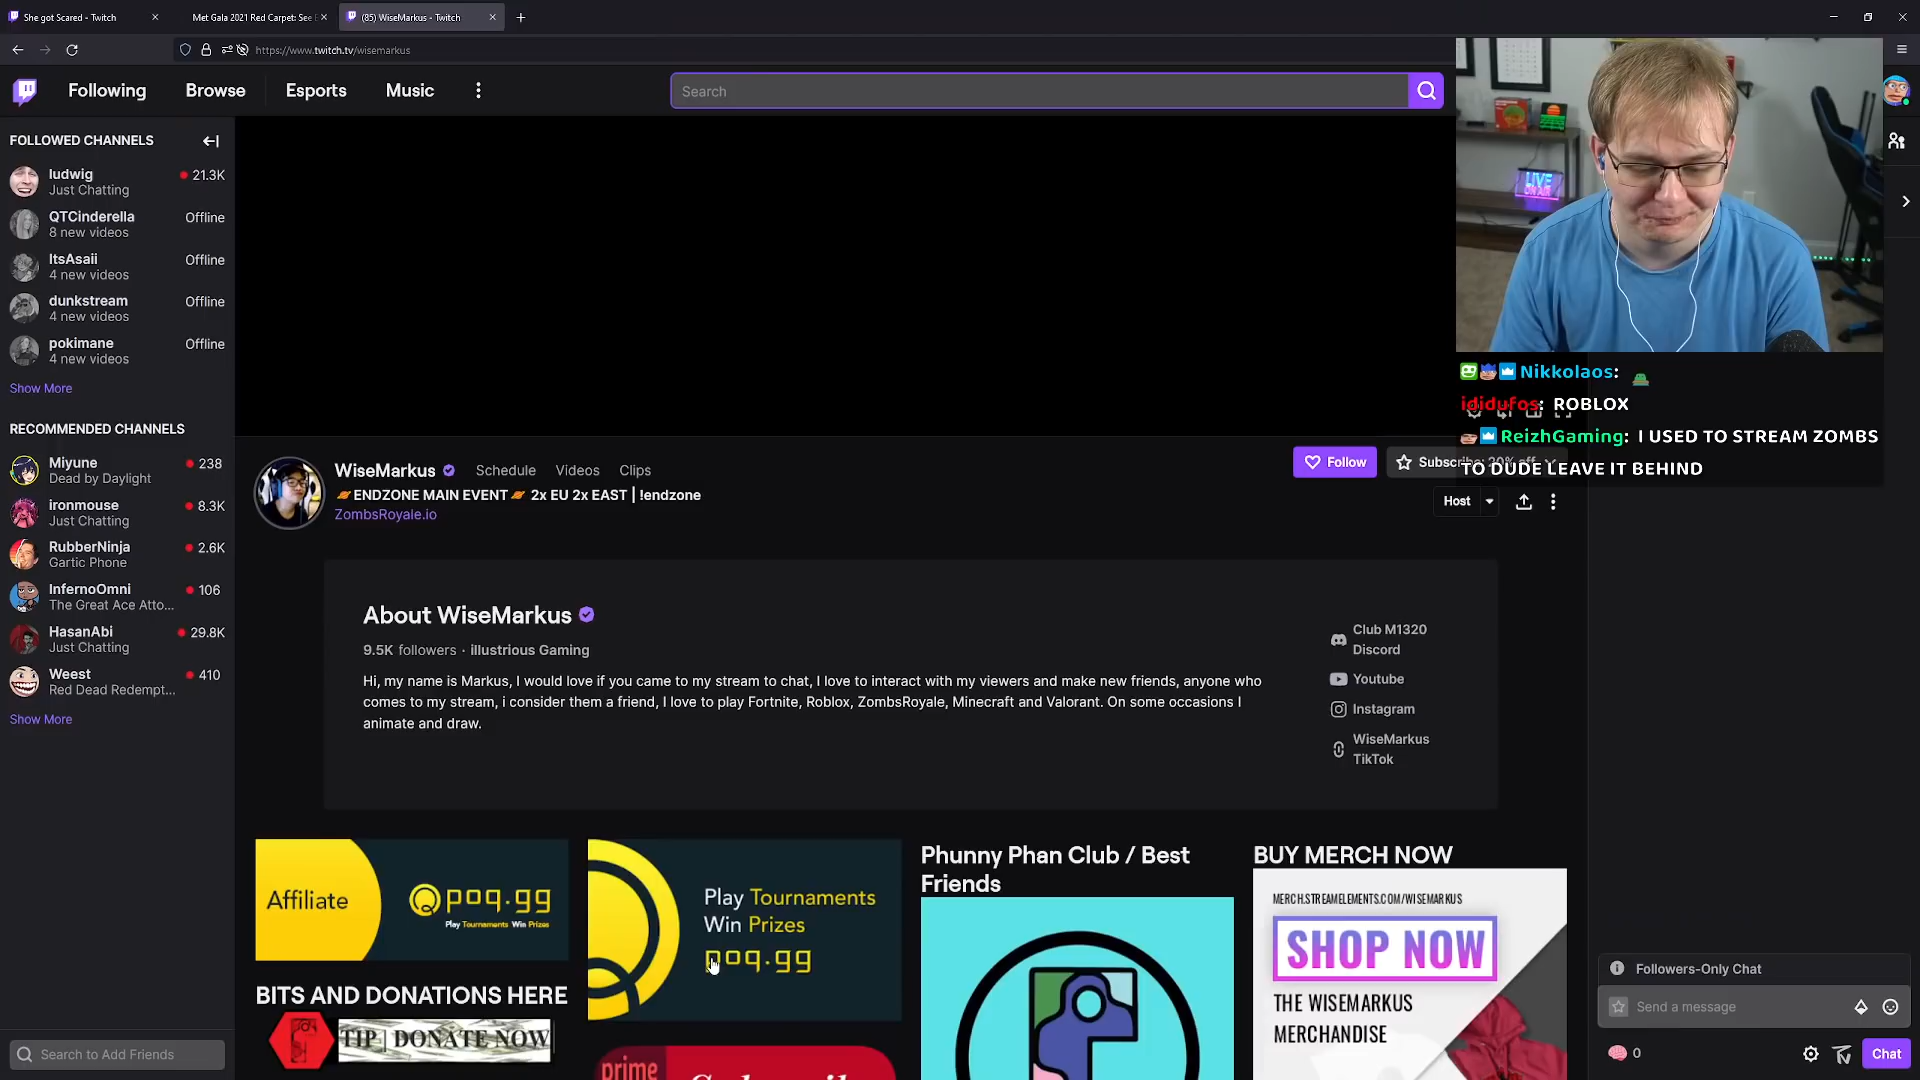 She got Scared - Twitch
Met Gala 2021 Red Carpet: See E
(85) WiseMarkus - Twitch
https://www.twitch.tv/wisemarkus
Following
Browse
Esports
Music
Search
FOLLOWED CHANNELS
ludwig
21.3K
Just Chatting
QTCinderella
Offline
8 new videos
ItsAsaii
Offline
4 new videos
dunkstream
Offline
4 new videos
pokimane
Offline
4 new videos
Show More
RECOMMENDED CHANNELS
Miyune
238
Dead by Daylight
ironmouse
8.3K
Just Chatting
RubberNinja
2.6K
Gartic Phone
InfernoOmni
106
The Great Ace Atto...
HasanAbi
29.8K
Just Chatting
Weest
410
Red Dead Redempt...
Show More
Search to Add Friends
LIVE
ON AIR
Nikkolaos:
ididufos: ROBLOX
ReizhGaming: I USED TO STREAM ZOMBS
TO DUDE LEAVE IT BEHIND
WiseMarkus
Schedule
Videos
Clips
ENDZONE MAIN EVENT 2x EU 2x EAST | !endzone
ZombsRoyale.io
Follow
Subscribe 20% off
Host
About WiseMarkus
9.5K followers · illustrious Gaming
Hi, my name is Markus, I would love if you came to my stream to chat, I love to interact with my viewers and make new friends, anyone who
comes to my stream, i consider them a friend, I love to play Fortnite, Roblox, ZombsRoyale, Minecraft and Valorant. On some occasions I
animate and draw.
Club M1320
Discord
Youtube
Instagram
WiseMarkus
TikTok
Affiliate
poq.gg
Play Tournaments Win Prizes
Play Tournaments
Win Prizes
poq.gg
Phunny Phan Club / Best
Friends
BUY MERCH NOW
MERCH.STREAMELEMENTS.COM/WISEMARKUS
SHOP NOW
THE WISEMARKUS
MERCHANDISE
BITS AND DONATIONS HERE
TIP | DONATE NOW
prime
Followers-Only Chat
Send a message
0
Chat